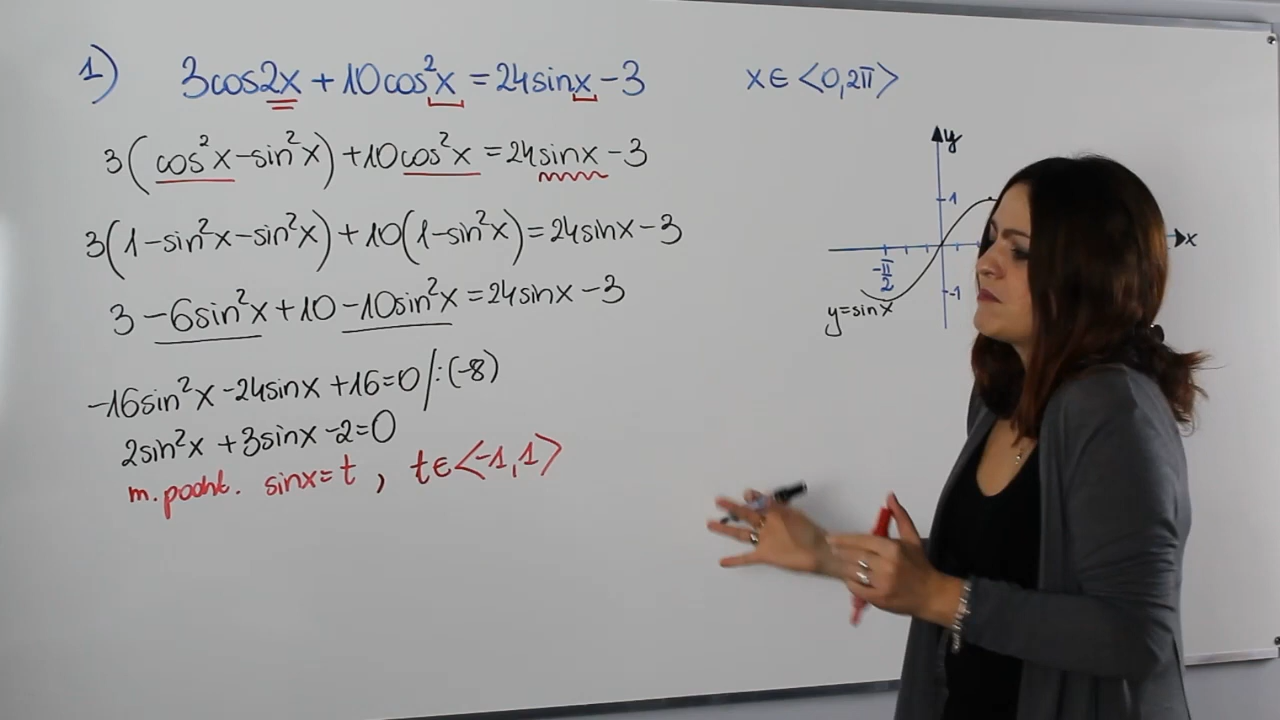 1) 3cos2x + 10cos²x = 24sinx - 3 x ∈ <0,2π>
3(cos²x - sin²x) + 10cos²x = 24sinx - 3
3(1 - sin²x - sin²x) + 10(1 - sin²x) = 24sinx - 3
3 - 6sin²x + 10 - 10sin²x = 24sinx - 3
-16sin²x - 24sinx + 16 = 0 /:(-8)
2sin²x + 3sinx - 2 = 0
m. podst. sinx = t, t ∈ <-1,1>
y
1
x
-π/2
-1
y=sinx